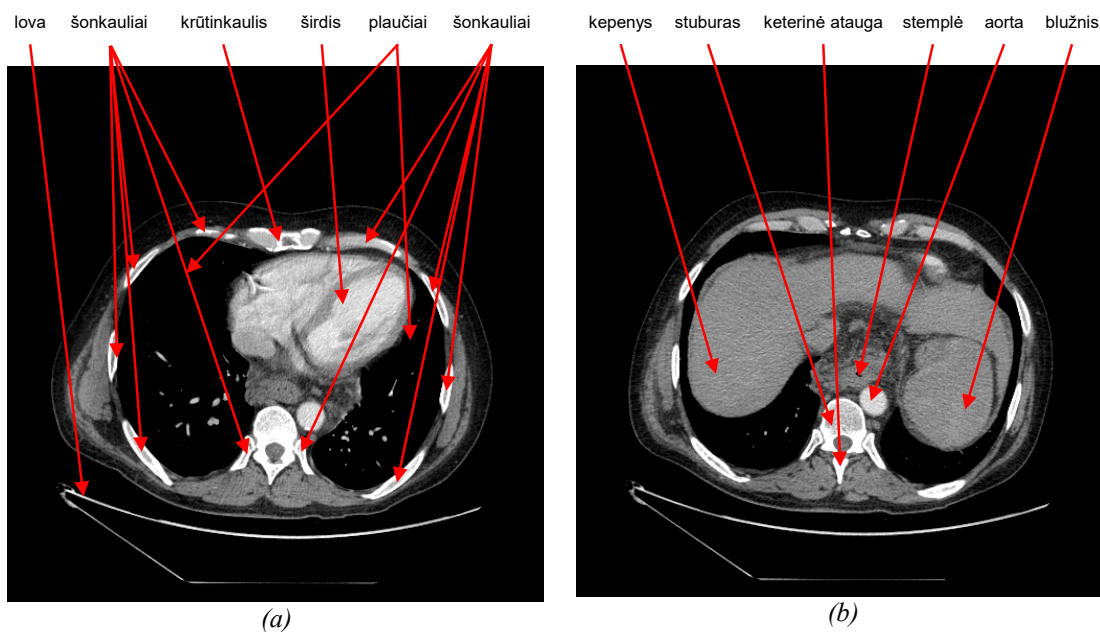 lova šonkauliai krūtinkaulis širdis plaučiai šonkauliai
kepenys stuburas keterinė atauga stemplė aorta blužnis
(a)
(b)